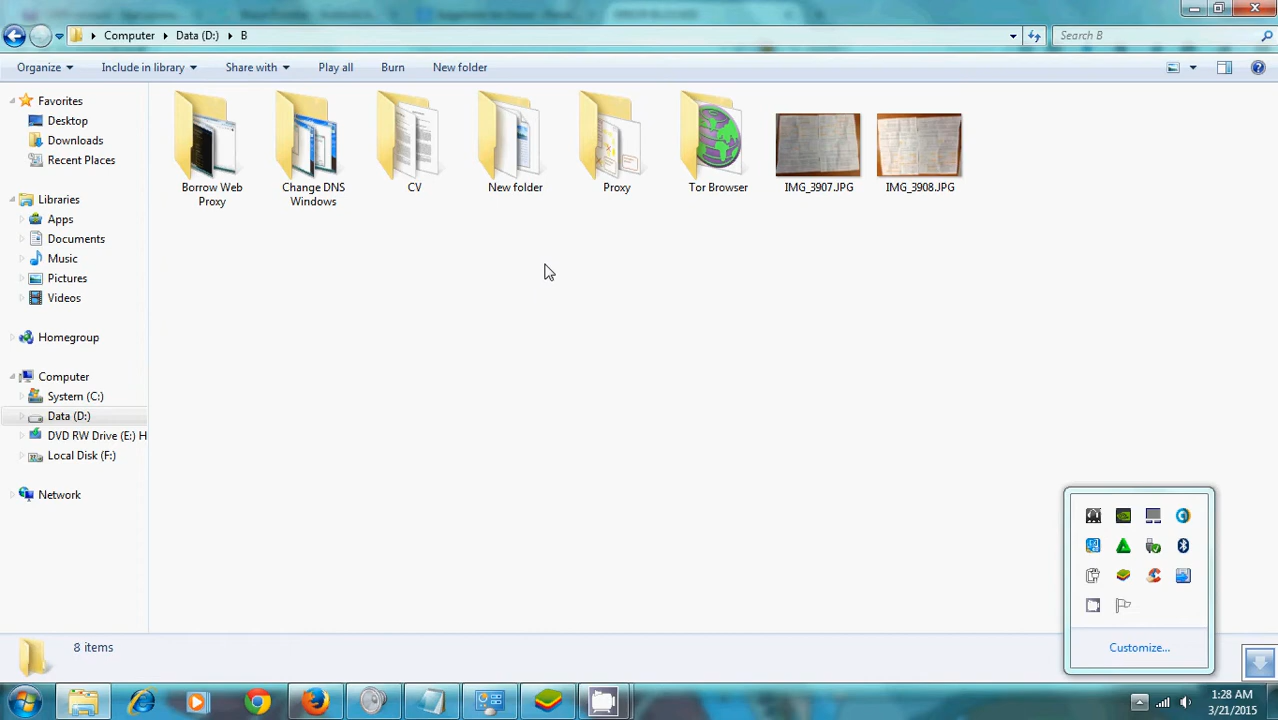 Computer Data (D:) B
Search B
Organize Include in library Share with Play all Burn New folder
Favorites
Desktop
Downloads
Recent Places
Libraries
Apps
Documents
Music
Pictures
Videos
Homegroup
Computer
System (C:)
Data (D:)
DVD RW Drive (E:) H
Local Disk (F:)
Network
Borrow Web
Proxy
Change DNS
Windows
CV
New folder
Proxy
Tor Browser
IMG_3907.JPG
IMG_3908.JPG
Customize...
8 items
1:28 AM
3/21/2015